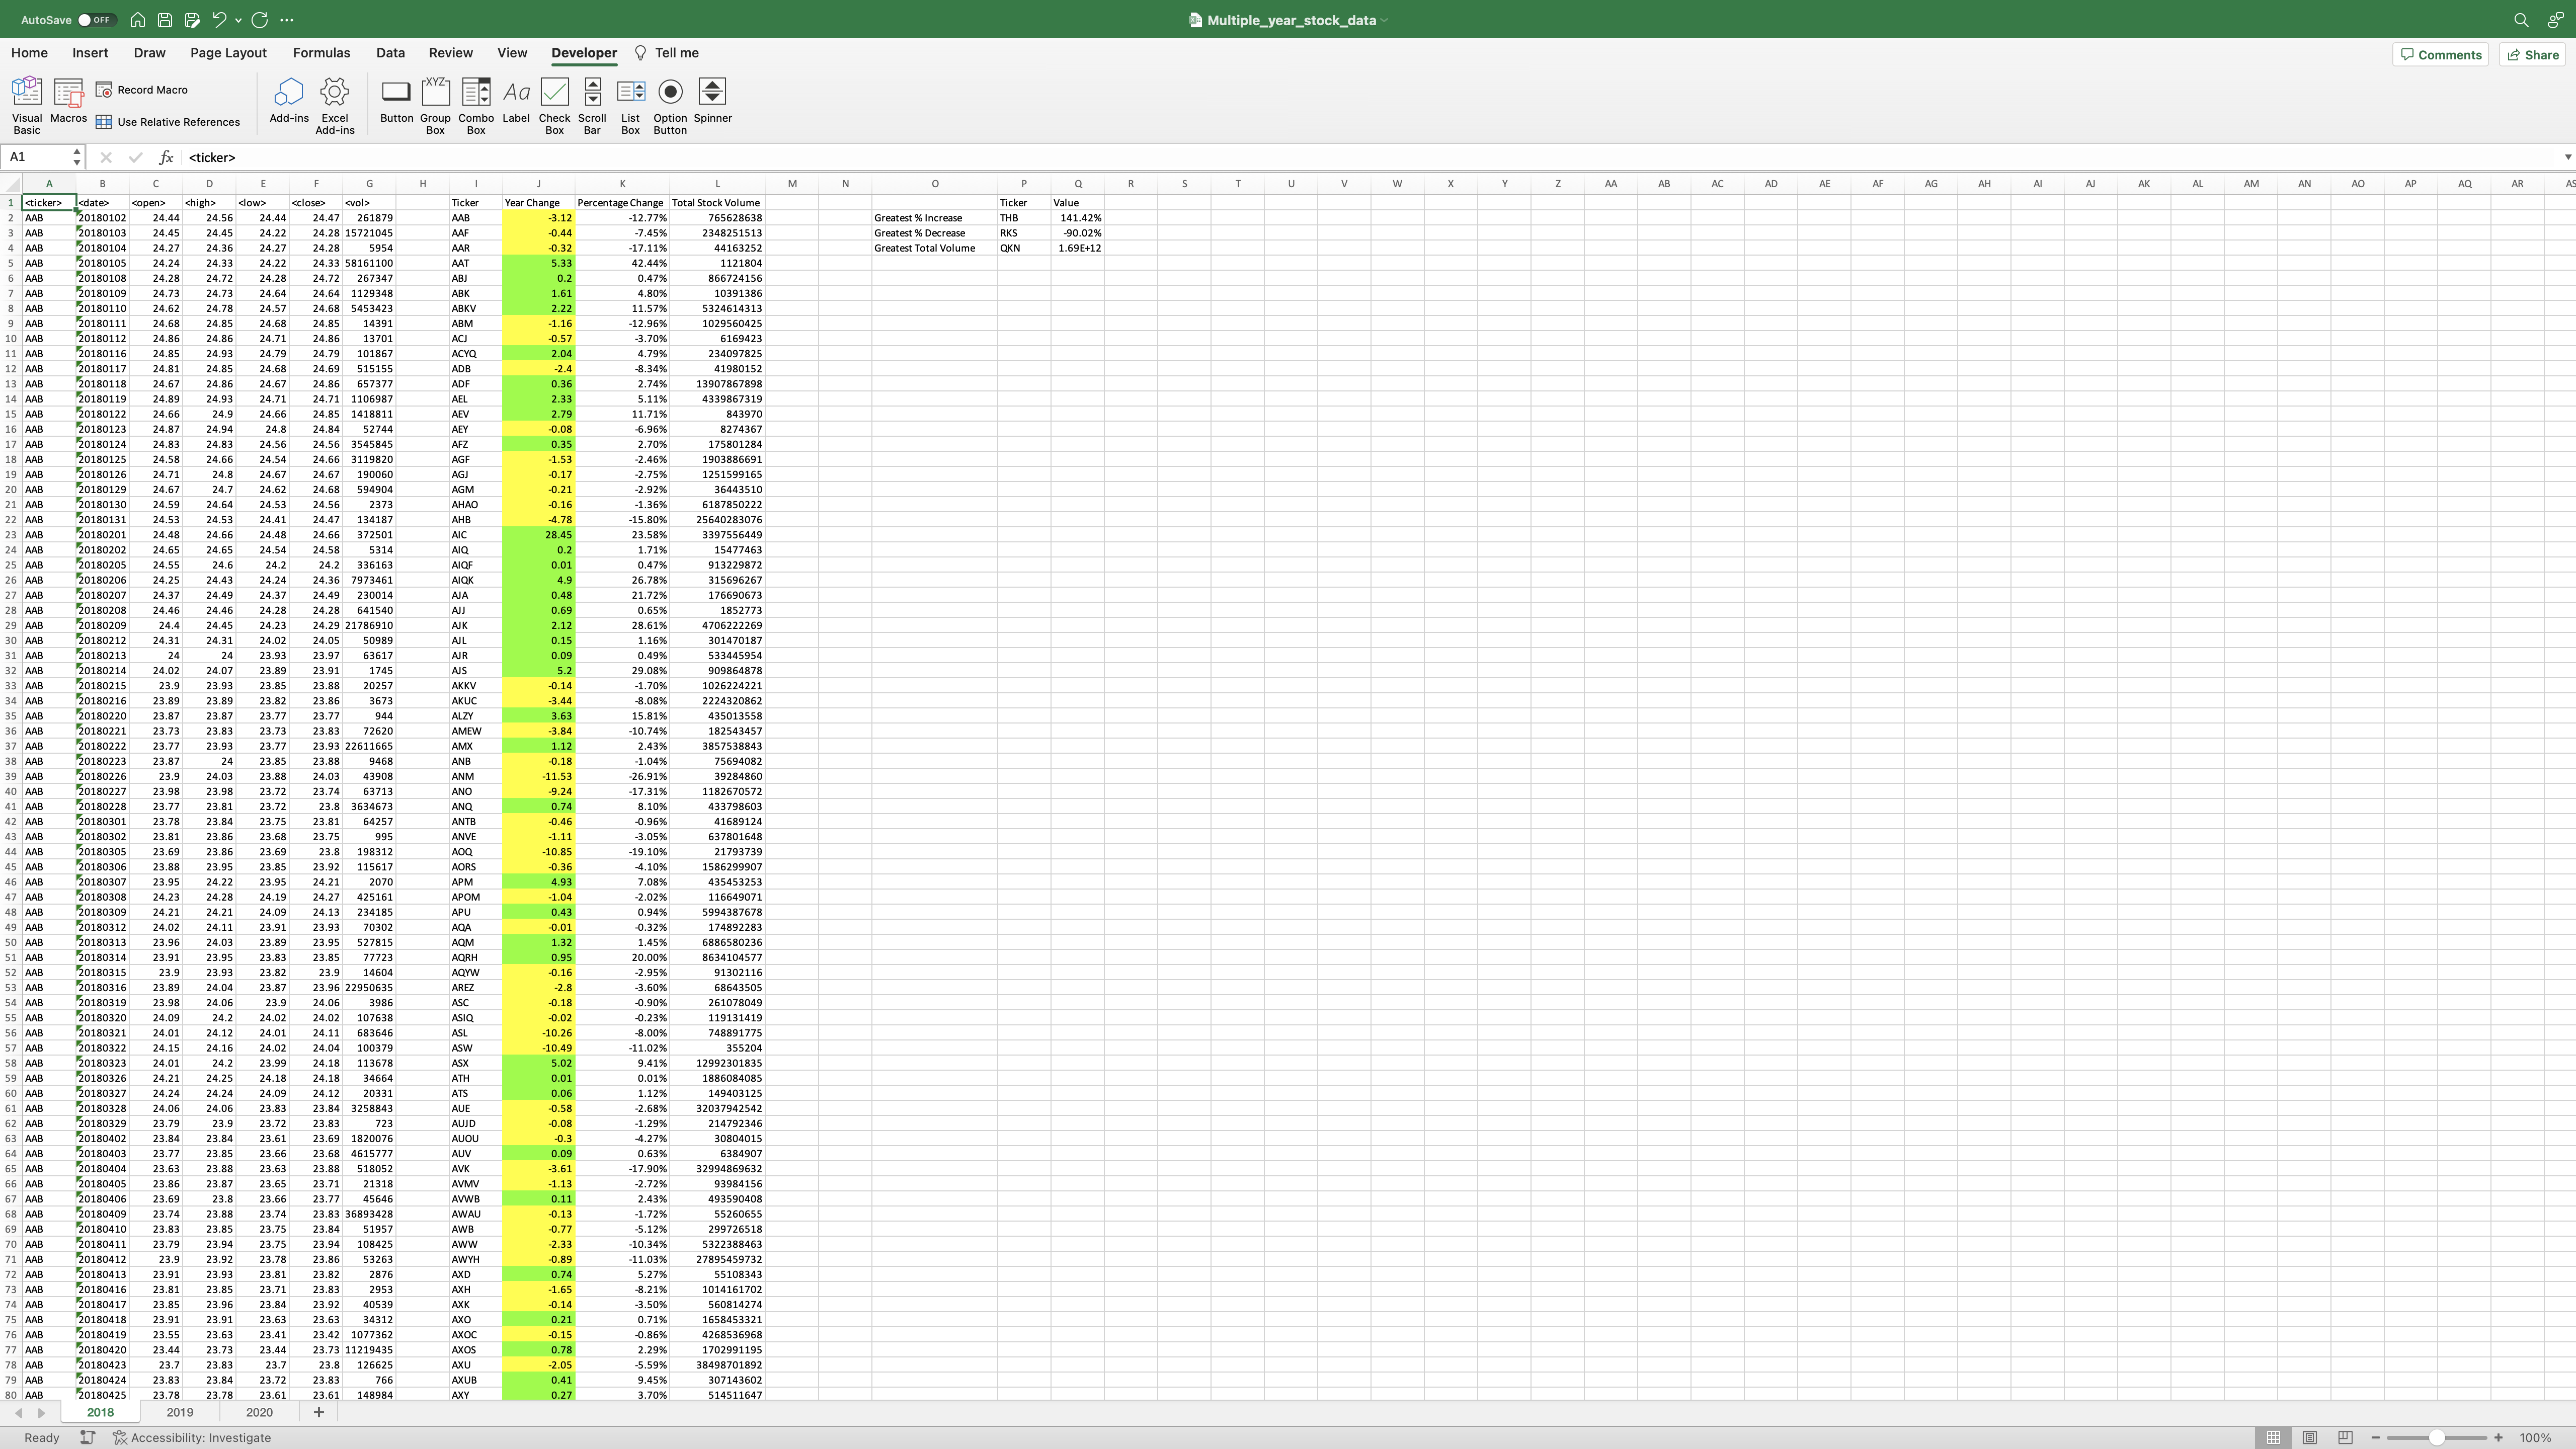 AutoSave OFF Multiple_year_stock_data
Home Insert Draw Page Layout Formulas Data Review View Developer Tell me Comments Share
Visual Basic Macros Record Macro Use Relative References Add-ins Excel Add-ins Button Group Box Combo Box Label Check Box Scroll Bar List Box Option Button Spinner
A1 fx <ticker>
A B C D E F G H I J K L M N O P Q R S T U V W X Y Z AA AB AC AD AE AF AG AH AI AJ AK AL AM AN AO AP AQ AR AS
1 <ticker> <date> <open> <high> <low> <close> <vol> Ticker Year Change Percentage Change Total Stock Volume Ticker Value
2 AAB 20180102 24.44 24.56 24.44 24.47 261879 AAB -3.12 -12.77% 765628638 Greatest % Increase THB 141.42%
3 AAB 20180103 24.45 24.45 24.22 24.28 15721045 AAF -0.44 -7.45% 2348251513 Greatest % Decrease RKS -90.02%
4 AAB 20180104 24.27 24.36 24.27 24.28 5954 AAR -0.32 -17.11% 44163252 Greatest Total Volume QKN 1.69E+12
5 AAB 20180105 24.24 24.33 24.22 24.33 58161100 AAT 5.33 42.44% 1121804
6 AAB 20180108 24.28 24.72 24.28 24.72 267347 ABJ 0.2 0.47% 866724156
7 AAB 20180109 24.73 24.73 24.64 24.64 1129348 ABK 1.61 4.80% 10391386
8 AAB 20180110 24.62 24.78 24.57 24.68 5453423 ABKV 2.22 11.57% 5324614313
9 AAB 20180111 24.68 24.85 24.68 24.85 14391 ABM -1.16 -12.96% 1029560425
10 AAB 20180112 24.86 24.86 24.71 24.86 13701 ACJ -0.57 -3.70% 6169423
11 AAB 20180116 24.85 24.93 24.79 24.79 101867 ACYQ 2.04 4.79% 234097825
12 AAB 20180117 24.81 24.85 24.68 24.69 515155 ADB -2.4 -8.34% 41980152
13 AAB 20180118 24.67 24.86 24.67 24.86 657377 ADF 0.36 2.74% 13907867898
14 AAB 20180119 24.89 24.93 24.71 24.71 1106987 AEL 2.33 5.11% 4339867319
15 AAB 20180122 24.66 24.9 24.66 24.85 1418811 AEV 2.79 11.71% 843970
16 AAB 20180123 24.87 24.94 24.8 24.84 52744 AEY -0.08 -6.96% 8274367
17 AAB 20180124 24.83 24.83 24.56 24.56 3545845 AFZ 0.35 2.70% 175801284
18 AAB 20180125 24.58 24.66 24.54 24.66 3119820 AGF -1.53 -2.46% 1903886691
19 AAB 20180126 24.71 24.8 24.67 24.67 190060 AGJ -0.17 -2.75% 1251599165
20 AAB 20180129 24.67 24.7 24.62 24.68 594904 AGM -0.21 -2.92% 36443510
21 AAB 20180130 24.59 24.64 24.53 24.56 2373 AHAO -0.16 -1.36% 6187850222
22 AAB 20180131 24.53 24.53 24.41 24.47 134187 AHB -4.78 -15.80% 25640283076
23 AAB 20180201 24.48 24.66 24.48 24.66 372501 AIC 28.45 23.58% 3397556449
24 AAB 20180202 24.65 24.65 24.54 24.58 5314 AIQ 0.2 1.71% 15477463
25 AAB 20180205 24.55 24.6 24.2 24.2 336163 AIQF 0.01 0.47% 913229872
26 AAB 20180206 24.25 24.43 24.24 24.36 7973461 AIQK 4.9 26.78% 315696267
27 AAB 20180207 24.37 24.49 24.37 24.49 230014 AJA 0.48 21.72% 176690673
28 AAB 20180208 24.46 24.46 24.28 24.28 641540 AJJ 0.69 0.65% 1852773
29 AAB 20180209 24.4 24.45 24.23 24.29 21786910 AJK 2.12 28.61% 4706222269
30 AAB 20180212 24.31 24.31 24.02 24.05 50989 AJL 0.15 1.16% 301470187
31 AAB 20180213 24 24 23.93 23.97 63617 AJR 0.09 0.49% 533445954
32 AAB 20180214 24.02 24.07 23.89 23.91 1745 AJS 5.2 29.08% 909864878
33 AAB 20180215 23.9 23.93 23.85 23.88 20257 AKKV -0.14 -1.70% 1026224221
34 AAB 20180216 23.89 23.89 23.82 23.86 3673 AKUC -3.44 -8.08% 2224320862
35 AAB 20180220 23.87 23.87 23.77 23.77 944 ALZY 3.63 15.81% 435013558
36 AAB 20180221 23.73 23.83 23.73 23.83 72620 AMEW -3.84 -10.74% 182543457
37 AAB 20180222 23.77 23.93 23.77 23.93 22611665 AMX 1.12 2.43% 3857538843
38 AAB 20180223 23.87 24 23.85 23.88 9468 ANB -0.18 -1.04% 75694082
39 AAB 20180226 23.9 24.03 23.88 24.03 43908 ANM -11.53 -26.91% 39284860
40 AAB 20180227 23.98 23.98 23.72 23.74 63713 ANO -9.24 -17.31% 1182670572
41 AAB 20180228 23.77 23.81 23.72 23.8 3634673 ANQ 0.74 8.10% 433798603
42 AAB 20180301 23.78 23.84 23.75 23.81 64257 ANTB -0.46 -0.96% 41689124
43 AAB 20180302 23.81 23.86 23.68 23.75 995 ANVE -1.11 -3.05% 637801648
44 AAB 20180305 23.69 23.86 23.69 23.8 198312 AOQ -10.85 -19.10% 21793739
45 AAB 20180306 23.88 23.95 23.85 23.92 115617 AORS -0.36 -4.10% 1586299907
46 AAB 20180307 23.95 24.22 23.95 24.21 2070 APM 4.93 7.08% 435453253
47 AAB 20180308 24.23 24.28 24.19 24.27 425161 APOM -1.04 -2.02% 116649071
48 AAB 20180309 24.21 24.21 24.09 24.13 234185 APU 0.43 0.94% 5994387678
49 AAB 20180312 24.02 24.11 23.91 23.93 70302 AQA -0.01 -0.32% 174892283
50 AAB 20180313 23.96 24.03 23.89 23.95 527815 AQM 1.32 1.45% 6886580236
51 AAB 20180314 23.91 23.95 23.83 23.85 77723 AQRH 0.95 20.00% 8634104577
52 AAB 20180315 23.9 23.93 23.82 23.9 14604 AQYW -0.16 -2.95% 91302116
53 AAB 20180316 23.89 24.04 23.87 23.96 22950635 AREZ -2.8 -3.60% 68643505
54 AAB 20180319 23.98 24.06 23.9 24.06 3986 ASC -0.18 -0.90% 261078049
55 AAB 20180320 24.09 24.2 24.02 24.02 107638 ASIQ -0.02 -0.23% 119131419
56 AAB 20180321 24.01 24.12 24.01 24.11 683646 ASL -10.26 -8.00% 748891775
57 AAB 20180322 24.15 24.16 24.02 24.04 100379 ASW -10.49 -11.02% 355204
58 AAB 20180323 24.01 24.2 23.99 24.18 113678 ASX 5.02 9.41% 12992301835
59 AAB 20180326 24.21 24.25 24.18 24.18 34664 ATH 0.01 0.01% 1886084085
60 AAB 20180327 24.24 24.24 24.09 24.12 20331 ATS 0.06 1.12% 149403125
61 AAB 20180328 24.06 24.06 23.83 23.84 3258843 AUE -0.58 -2.68% 32037942542
62 AAB 20180329 23.79 23.9 23.72 23.83 723 AUJD -0.08 -1.29% 214792346
63 AAB 20180402 23.84 23.84 23.61 23.69 1820076 AUOU -0.3 -4.27% 30804015
64 AAB 20180403 23.77 23.85 23.66 23.68 4615777 AUV 0.09 0.63% 6384907
65 AAB 20180404 23.63 23.88 23.63 23.88 518052 AVK -3.61 -17.90% 32994869632
66 AAB 20180405 23.86 23.87 23.65 23.71 21318 AVMV -1.13 -2.72% 93984156
67 AAB 20180406 23.69 23.8 23.66 23.77 45646 AVWB 0.11 2.43% 493590408
68 AAB 20180409 23.74 23.88 23.74 23.83 36893428 AWAU -0.13 -1.72% 55260655
69 AAB 20180410 23.83 23.85 23.75 23.84 51957 AWB -0.77 -5.12% 299726518
70 AAB 20180411 23.79 23.94 23.75 23.94 108425 AWW -2.33 -10.34% 5322388463
71 AAB 20180412 23.9 23.92 23.78 23.86 53263 AWYH -0.89 -11.03% 27895459732
72 AAB 20180413 23.91 23.93 23.81 23.82 2876 AXD 0.74 5.27% 55108343
73 AAB 20180416 23.81 23.85 23.71 23.83 2953 AXH -1.65 -8.21% 1014161702
74 AAB 20180417 23.85 23.96 23.84 23.92 40539 AXK -0.14 -3.50% 560814274
75 AAB 20180418 23.91 23.91 23.63 23.63 34312 AXO 0.21 0.71% 1658453321
76 AAB 20180419 23.55 23.63 23.41 23.42 1077362 AXOC -0.15 -0.86% 4268536968
77 AAB 20180420 23.44 23.73 23.44 23.73 11219435 AXOS 0.78 2.29% 1702991195
78 AAB 20180423 23.7 23.83 23.7 23.8 126625 AXU -2.05 -5.59% 38498701892
79 AAB 20180424 23.83 23.84 23.72 23.83 766 AXUB 0.41 9.45% 307143602
80 AAB 20180425 23.78 23.78 23.61 23.61 148984 AXY 0.27 3.70% 514511647
2018 2019 2020
Ready Accessibility: Investigate 100%